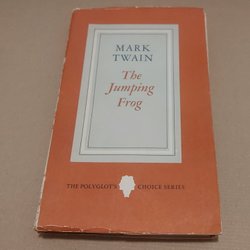 MARK
TWAIN
The
Jumping
Frog
THE POLYGLOT'S CHOICE SERIES